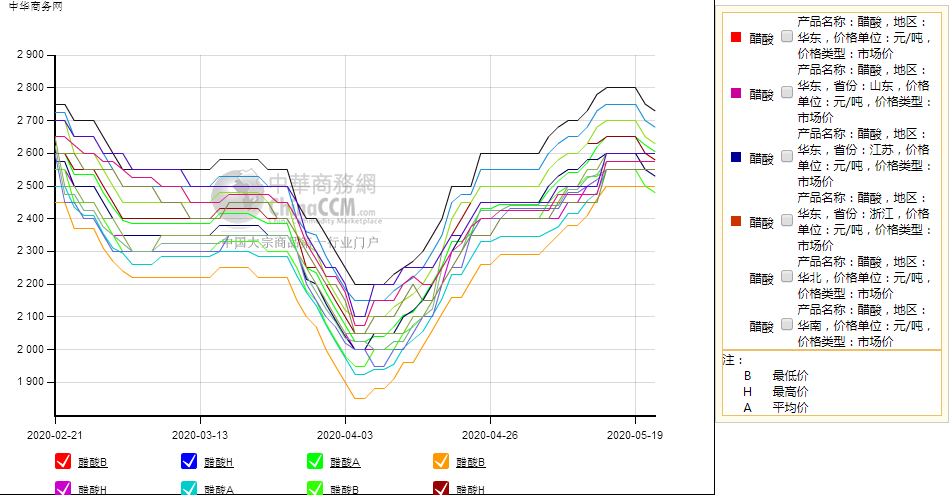 中华商务网
2 900
2 800
2 700
2 600
2 500
2 400
2 300
2 200
2 100
2 000
1 900
2020-02-21
2020-03-13
2020-04-03
2020-04-26
2020-05-19
中華商務網
ChinaCCM.com
醋酸B
醋酸H
醋酸A
醋酸B
醋酸H
醋酸A
醋酸B
醋酸H
醋酸
产品名称：醋酸，地区：
华东，价格单位：元/吨，
价格类型：市场价
醋酸
产品名称：醋酸，地区：
华东，省份：山东，价格
单位：元/吨，价格类型：
市场价
醋酸
产品名称：醋酸，地区：
华东，省份：江苏，价格
单位：元/吨，价格类型：
市场价
醋酸
产品名称：醋酸，地区：
华东，省份：浙江，价格
单位：元/吨，价格类型：
市场价
醋酸
产品名称：醋酸，地区：
华北，价格单位：元/吨，
价格类型：市场价
醋酸
产品名称：醋酸，地区：
华南，价格单位：元/吨，
价格类型：市场价
注：
B 最低价
H 最高价
A 平均价